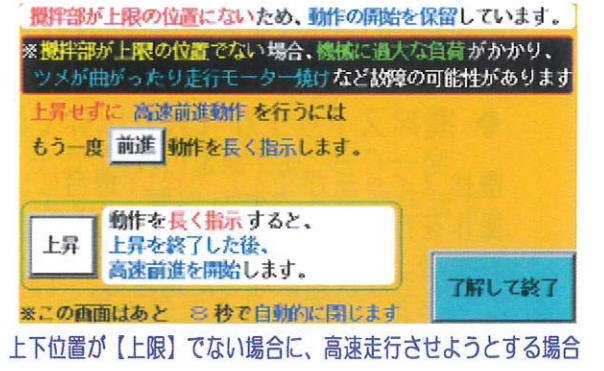 攪拌部が上限の位置にないため、動作の開始を保留しています。
※攪拌部が上限の位置でない場合、機械に過大な負荷がかかり、
ツメが曲がったり走行モーター焼けなど故障の可能性があります
上昇せずに 高速前進動作 を行うには
もう一度 前進 動作を長く指示します。
上昇
動作を長く指示すると、
上昇を終了した後、
高速前進を開始します。
了解して終了
※この画面はあと 8 秒で自動的に閉じます
上下位置が【上限】でない場合に、高速走行させようとする場合